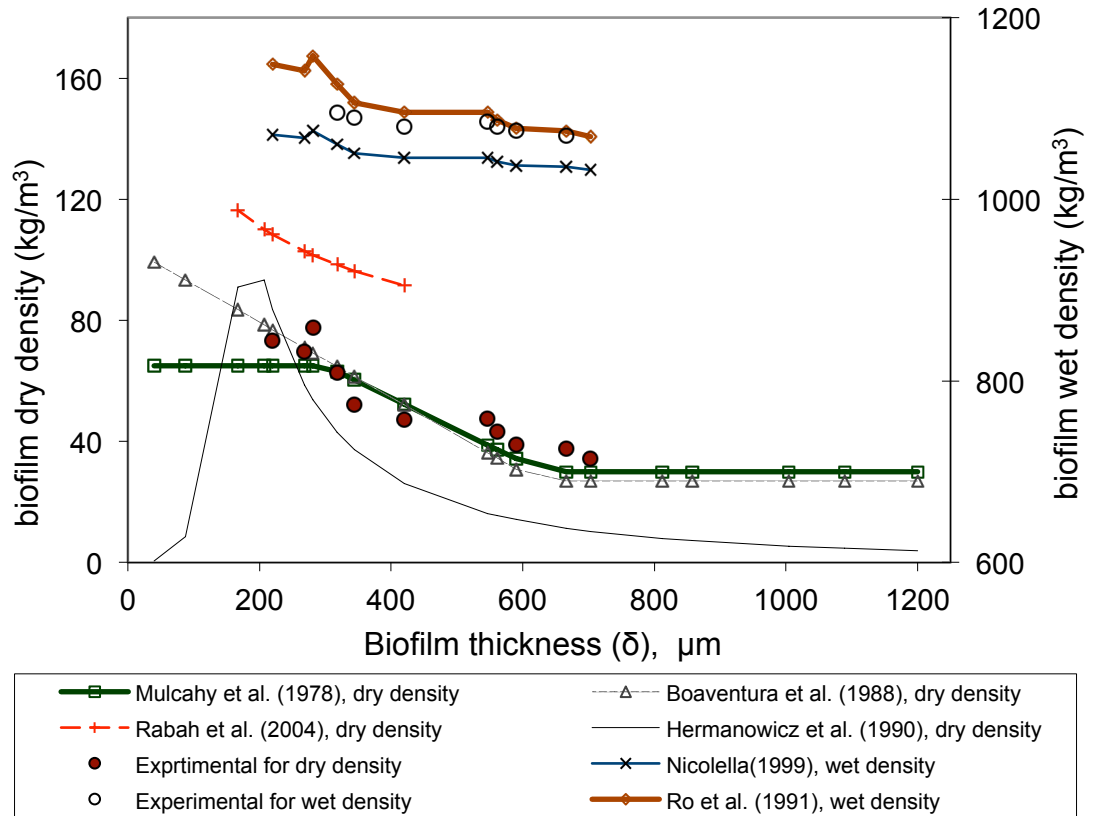 biofilm dry density (kg/m³)
160
120
80
40
0
1200
1000
800
600
biofilm wet density (kg/m³)
0 200 400 600 800 1000 1200
Biofilm thickness (δ), µm
Mulcahy et al. (1978), dry density
Boaventura et al. (1988), dry density
Rabah et al. (2004), dry density
Hermanowicz et al. (1990), dry density
Exprtimental for dry density
Nicolella(1999), wet density
Experimental for wet density
Ro et al. (1991), wet density